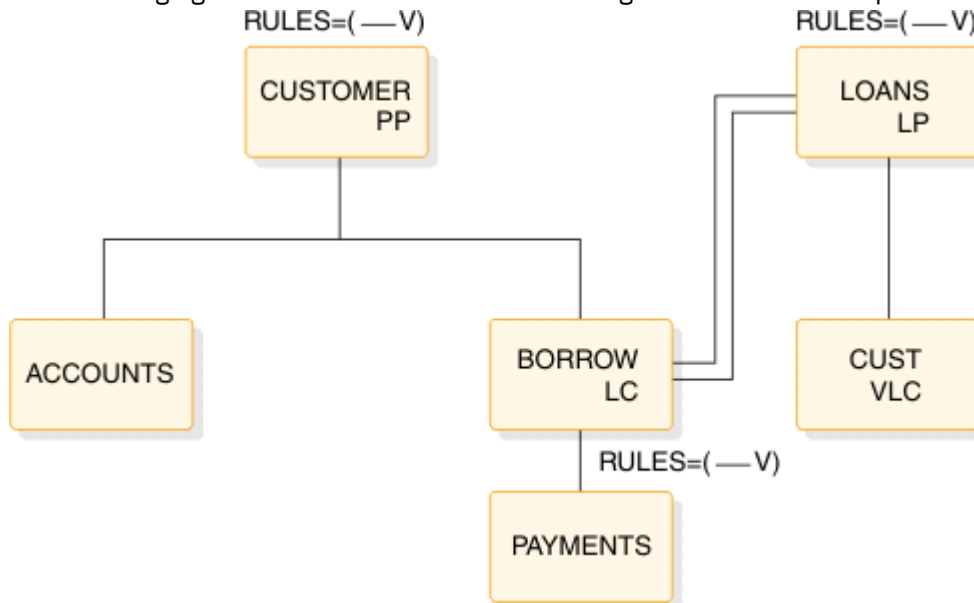 RULES=( — V)
RULES=( — V)
CUSTOMER
PP
LOANS
LP
ACCOUNTS
BORROW
LC
CUST
VLC
RULES=( — V)
PAYMENTS